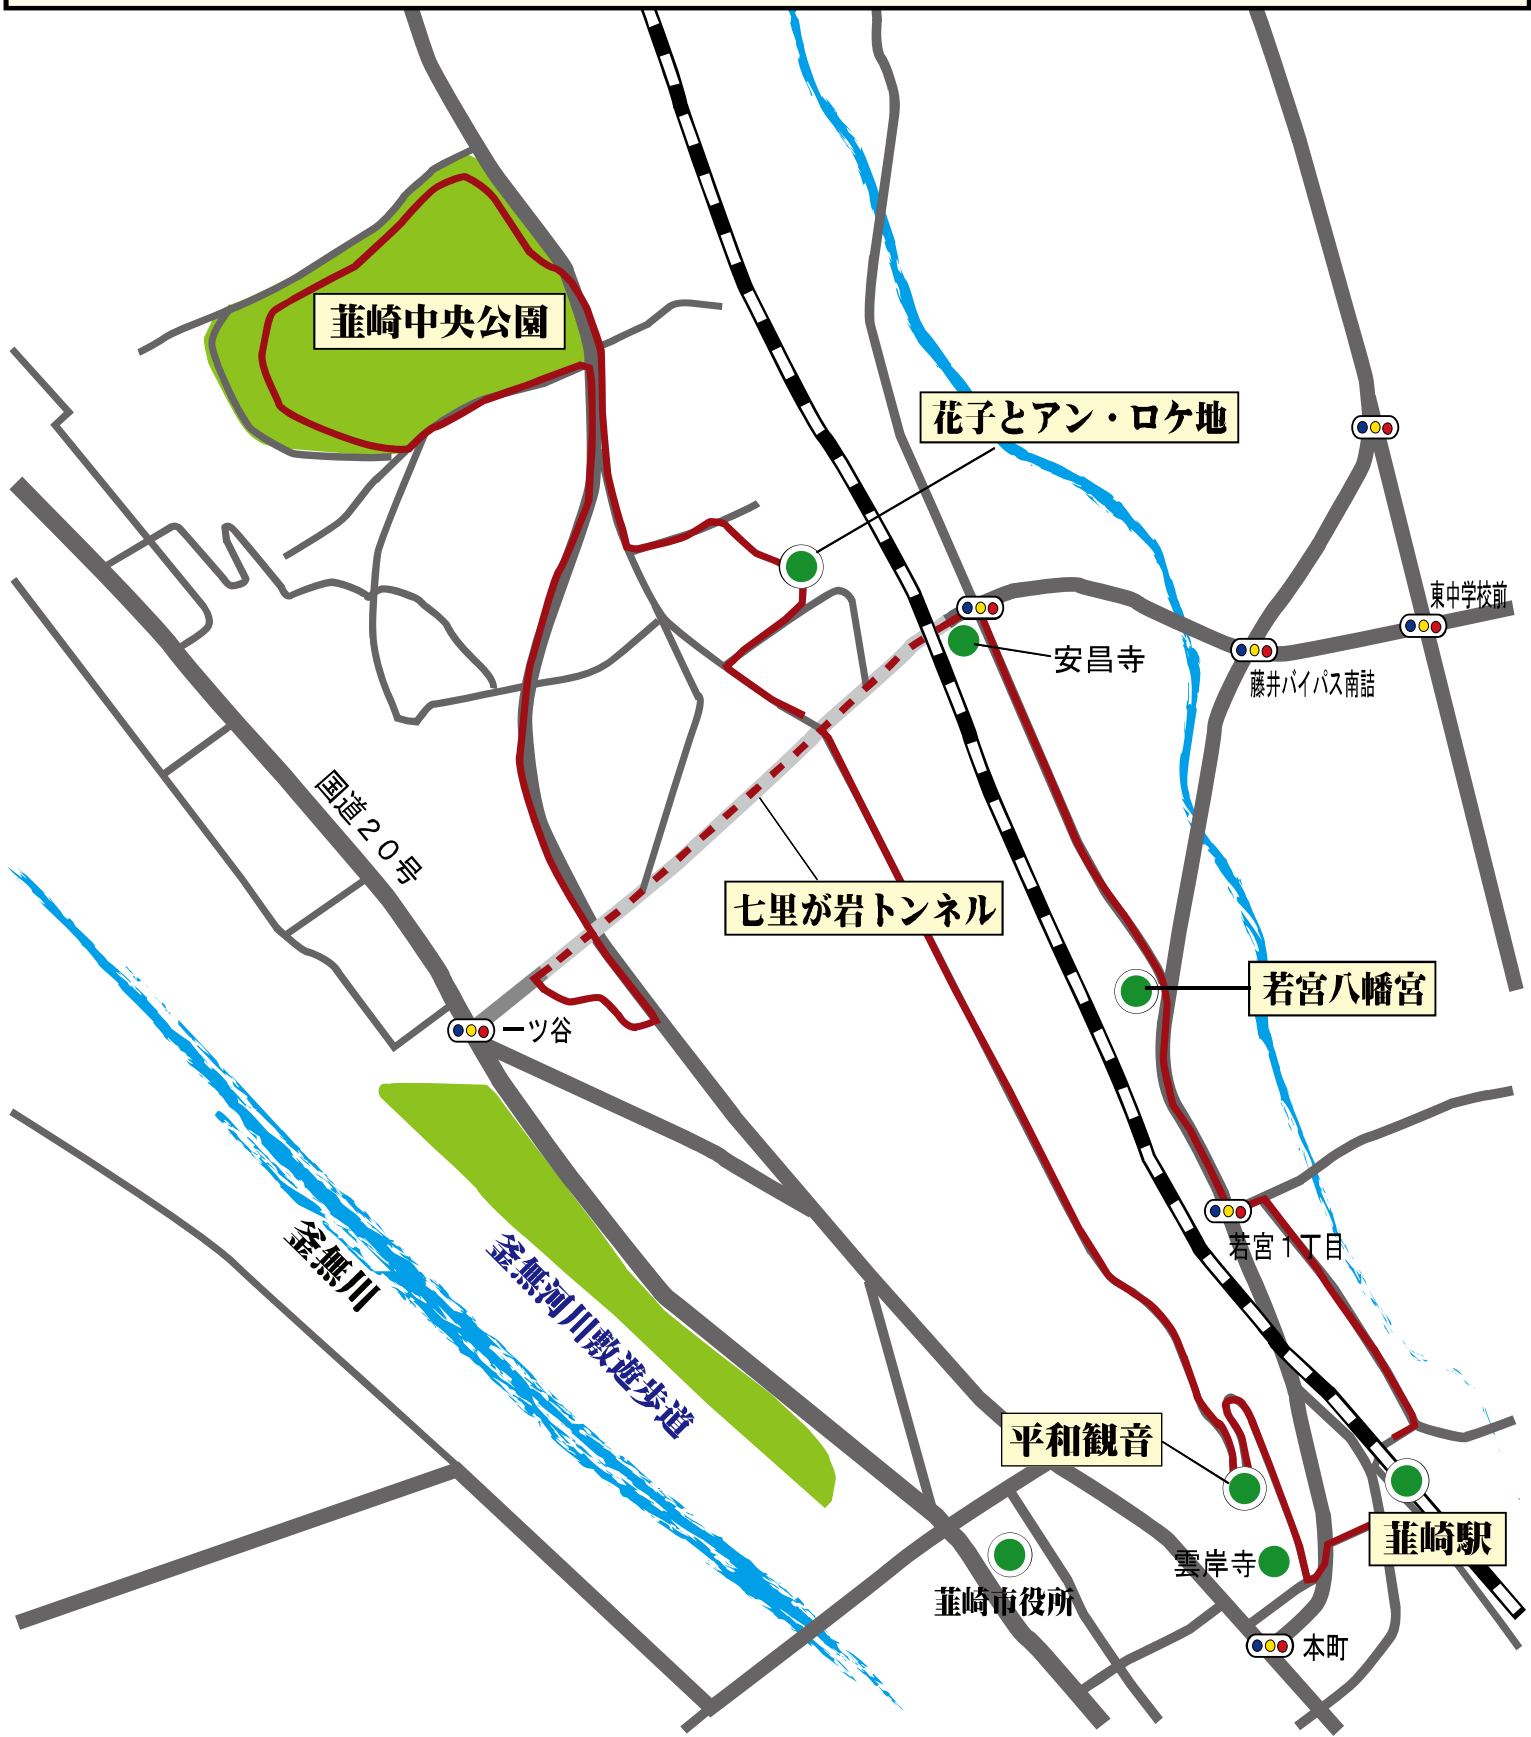 韮崎中央公園
花子とアン・ロケ地
東中学校前
安昌寺
藤井バイパス南詰
国道２０号
七里が岩トンネル
若宮八幡宮
一ツ谷
釜無川
釜無河川敷遊歩道
若宮１丁目
平和観音
韮崎駅
雲岸寺
韮崎市役所
本町